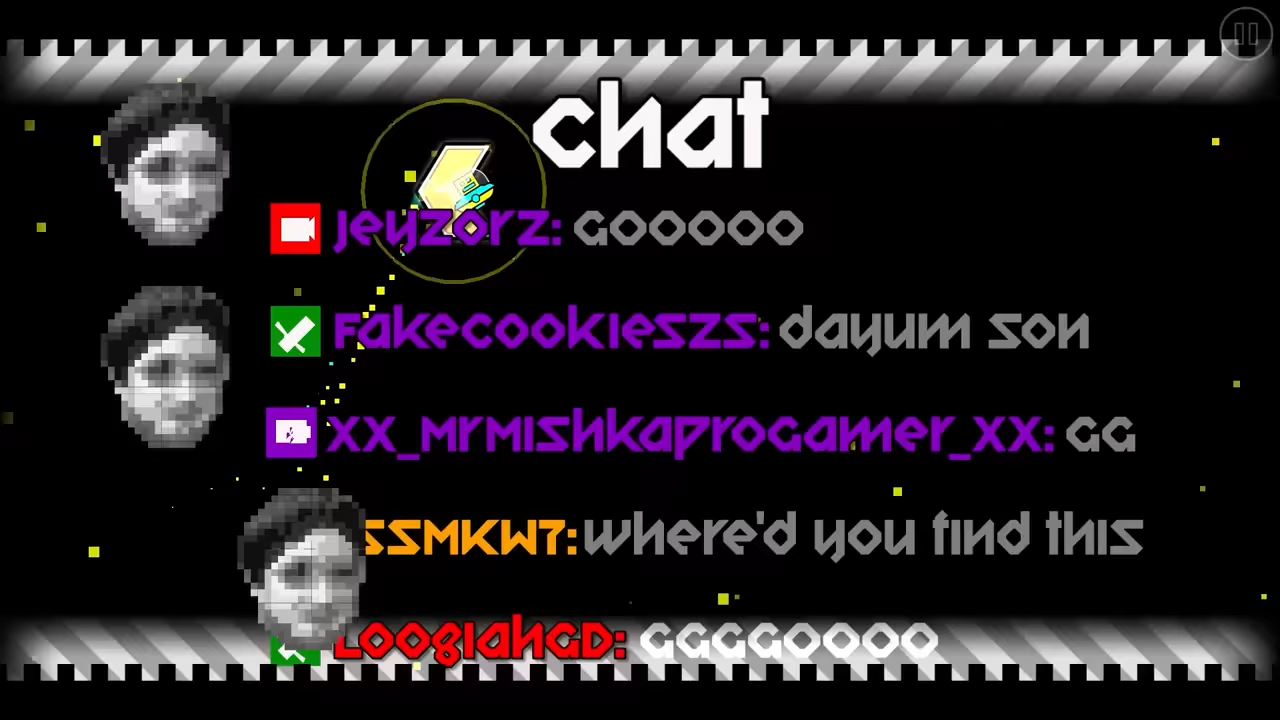 chat
jeyzorz: gooooo
Fakecookieszs: dayum son
xx_mrmishkaprogamer_xx: gg
ssmkw7: where'd you find this
Loogiahgd: ggggoooo